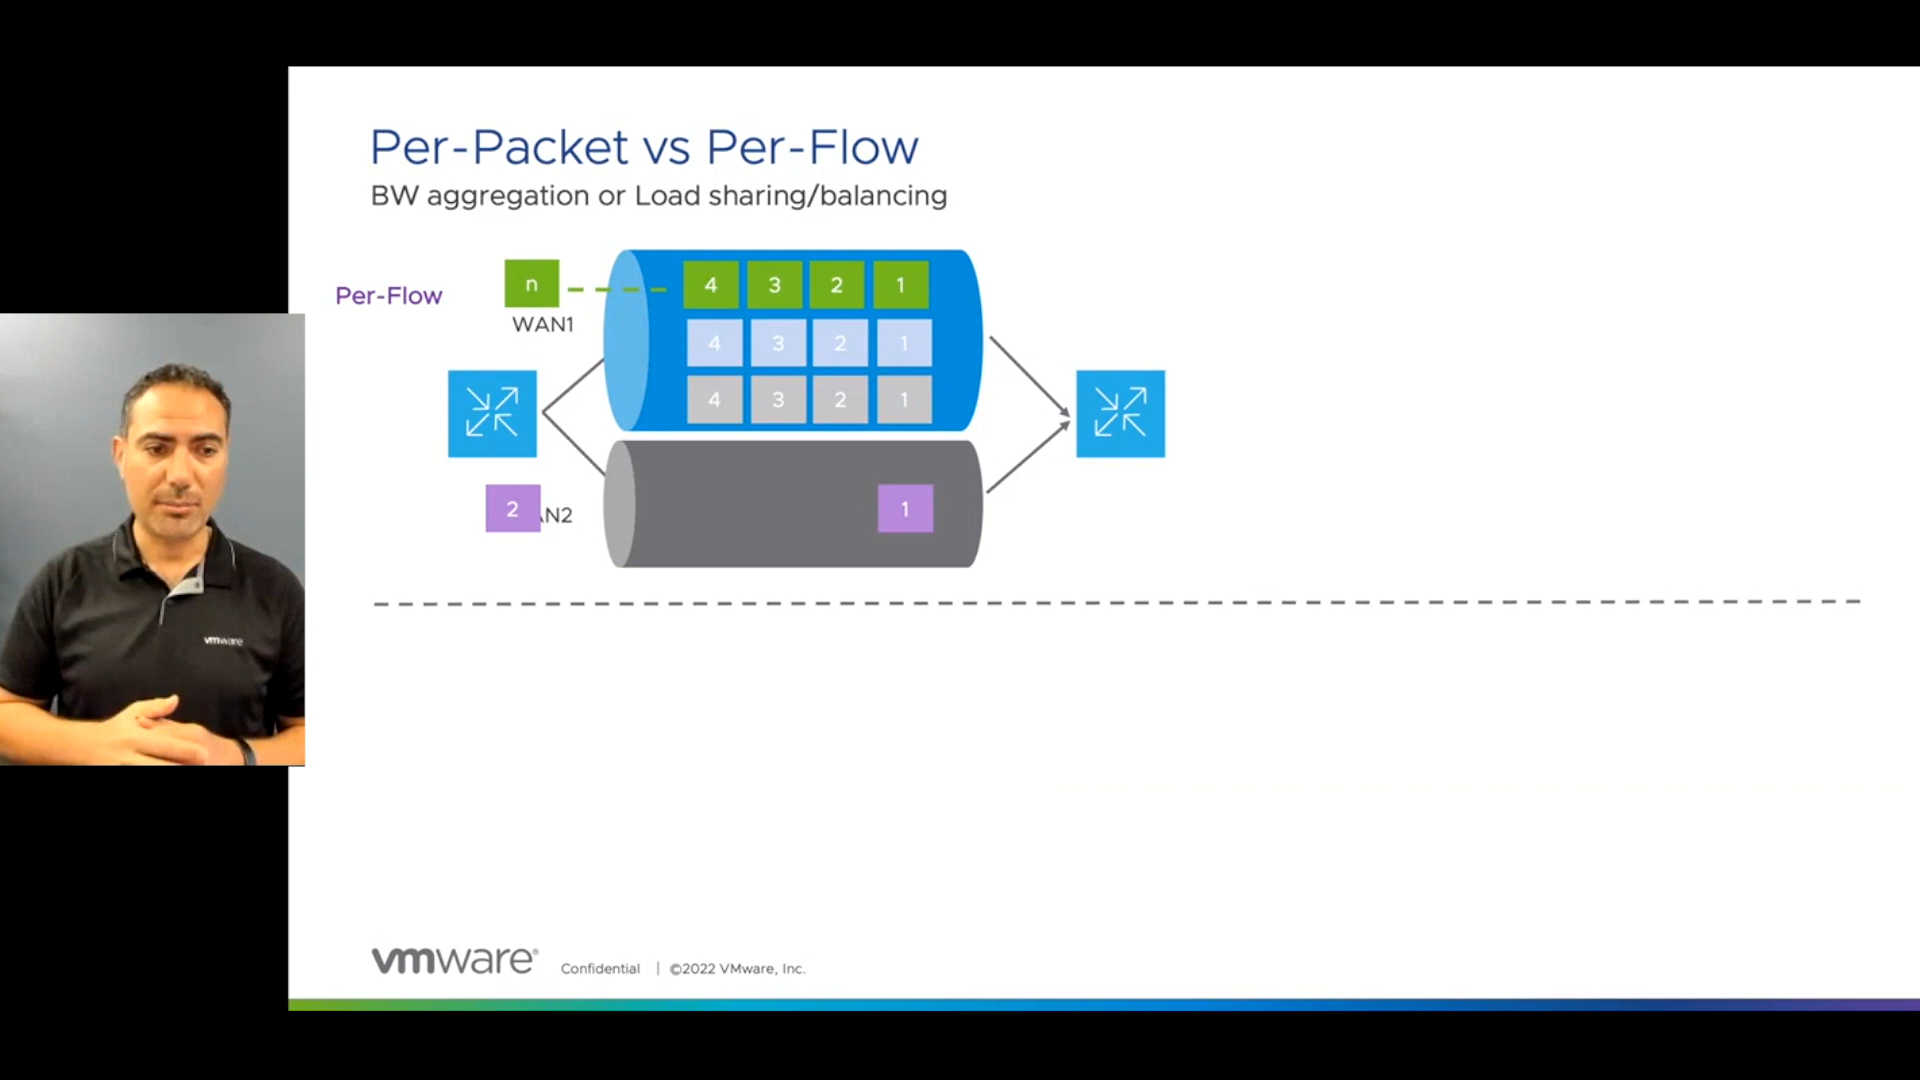 Per-Packet vs Per-Flow
BW aggregation or Load sharing/balancing
Per-Flow
n
4 3 2 1
WAN1
4 3 2 1
4 3 2 1
2
AN2
1
vmware
vmware® Confidential | ©2022 VMware, Inc.